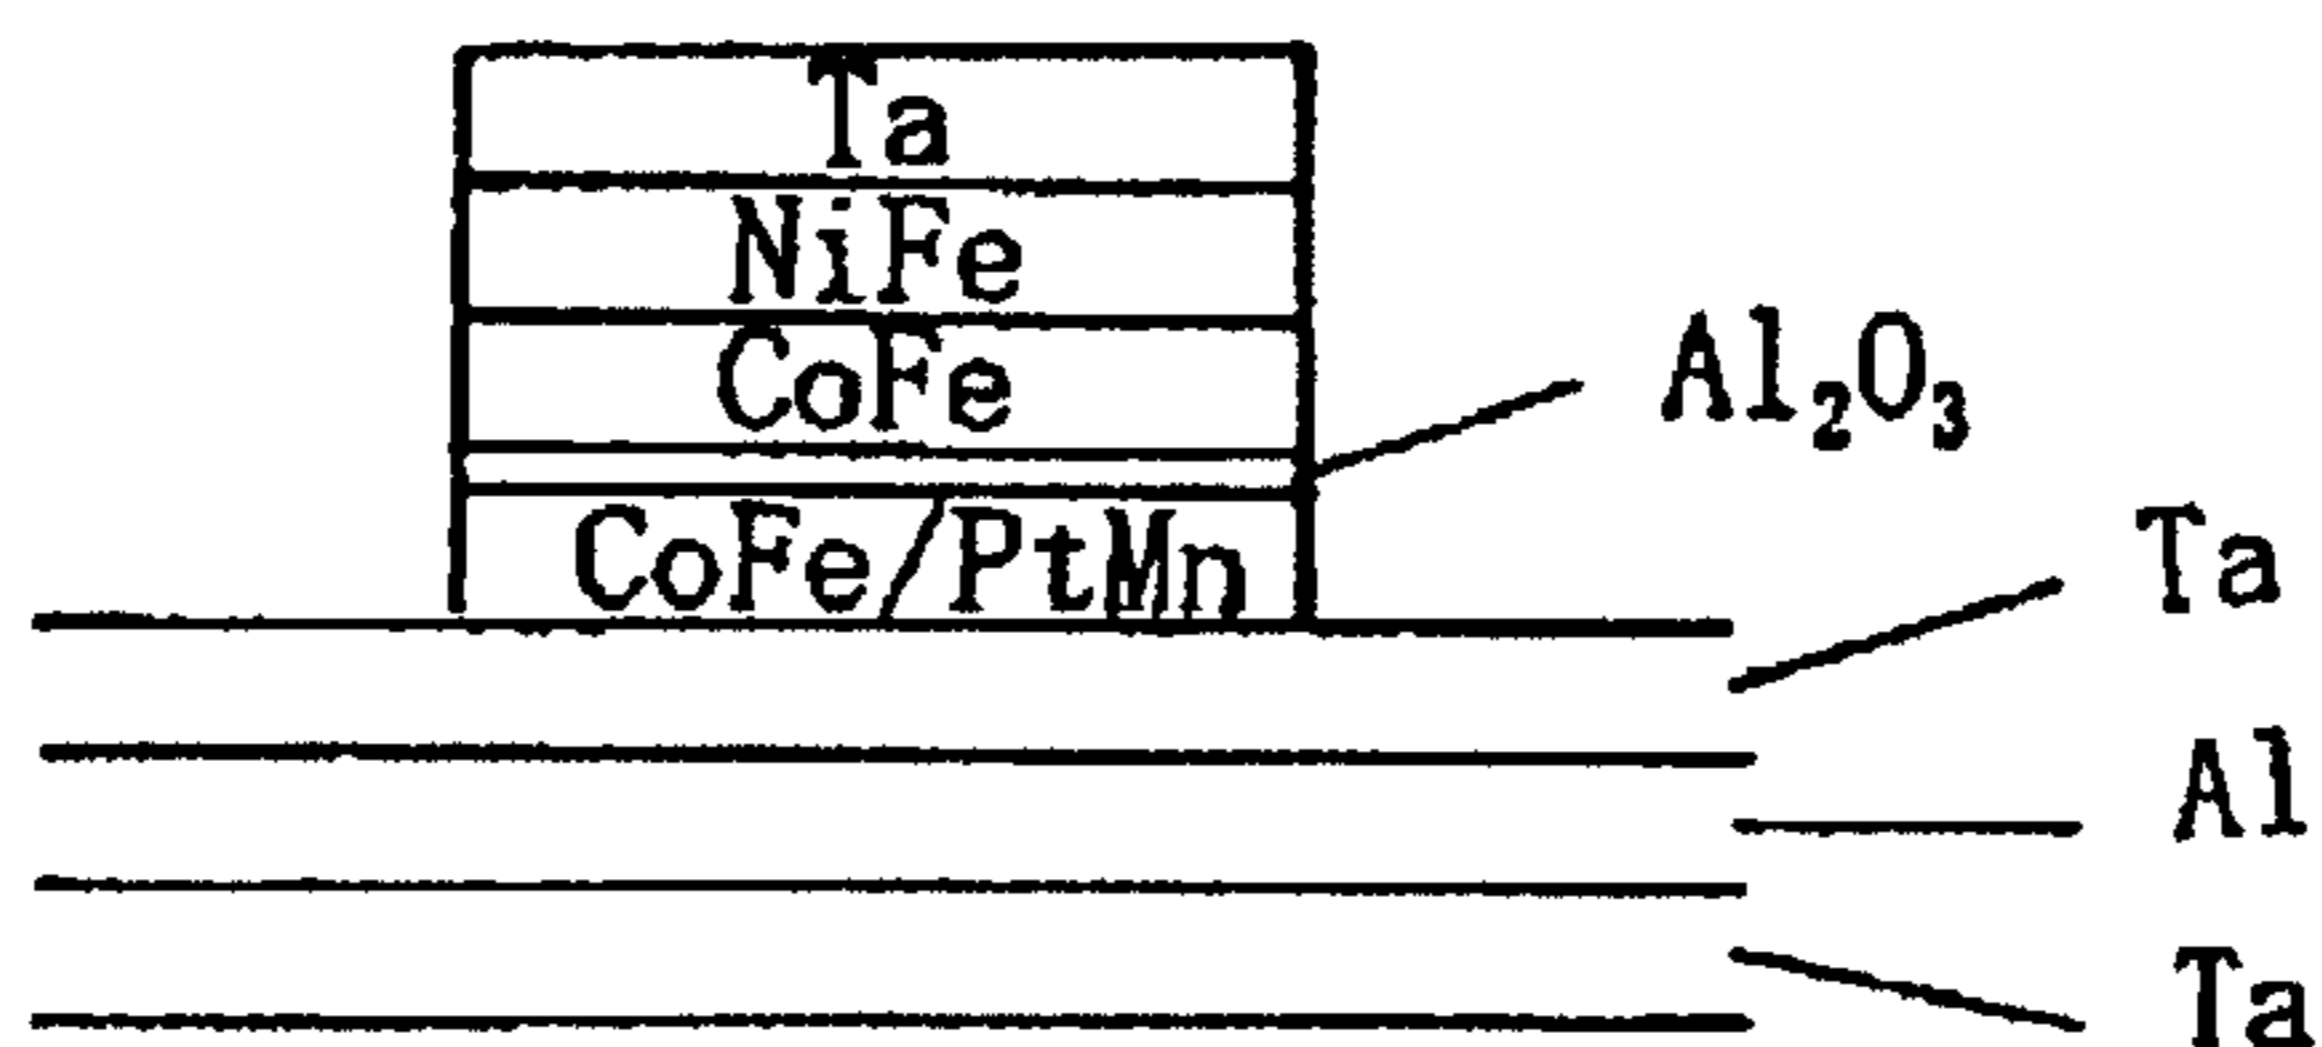 Ta
NiFe
CoFe
Al₂O₃
CoFe/PtMn
Ta
Al
Ta